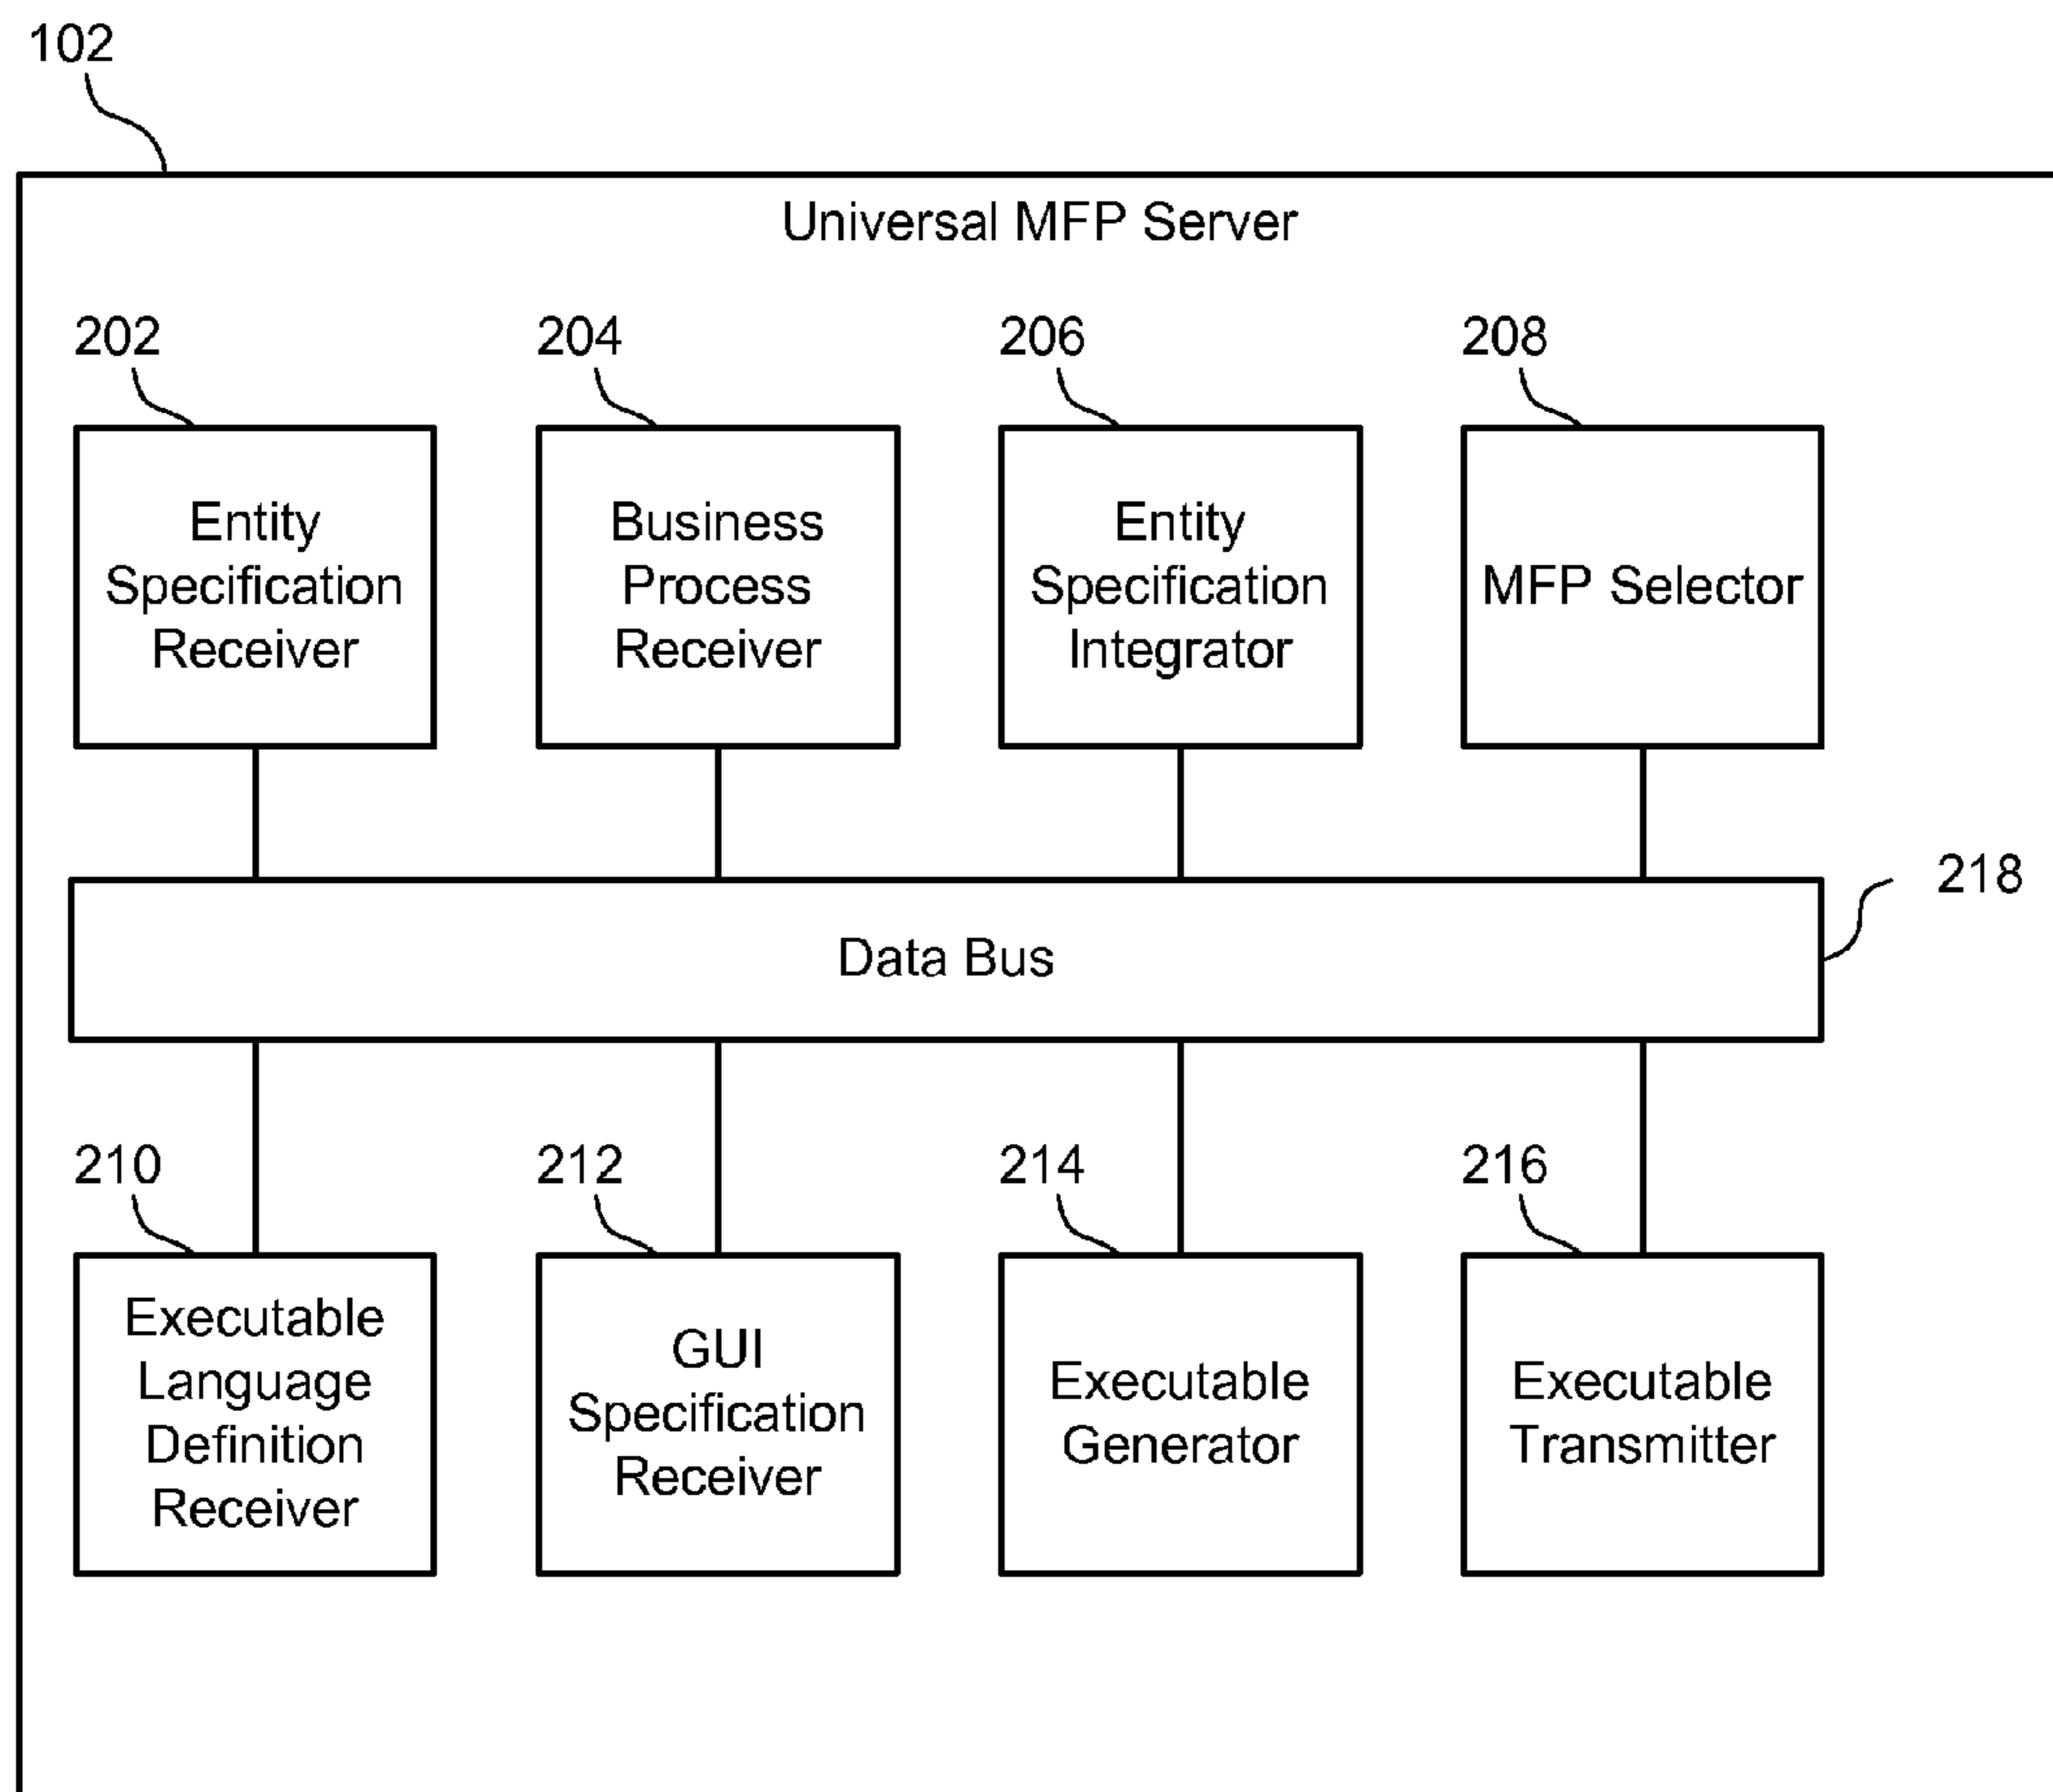 102
Universal MFP Server
202
204
206
208
Entity
Specification
Receiver
Business
Process
Receiver
Entity
Specification
Integrator
MFP Selector
218
Data Bus
210
212
214
216
Executable
Language
Definition
Receiver
GUI
Specification
Receiver
Executable
Generator
Executable
Transmitter